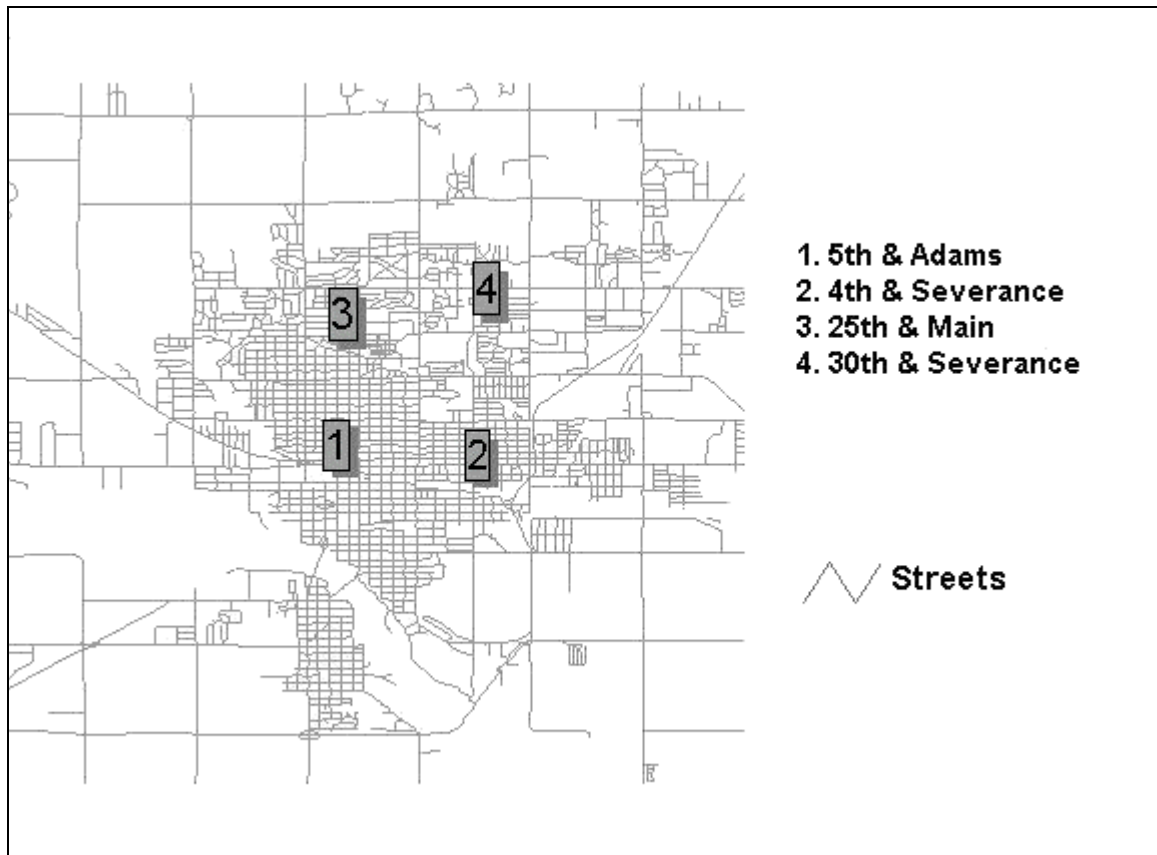 4
3
1
2
1. 5th & Adams
2. 4th & Severance
3. 25th & Main
4. 30th & Severance
Streets